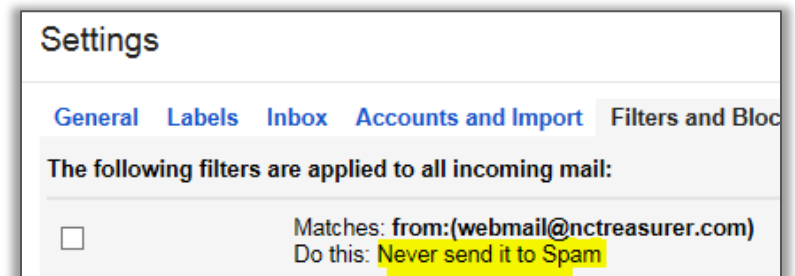 Settings
General Labels Inbox Accounts and Import Filters and Bloc
The following filters are applied to all incoming mail:
Matches: from:(webmail@nctreasurer.com)
Do this: Never send it to Spam